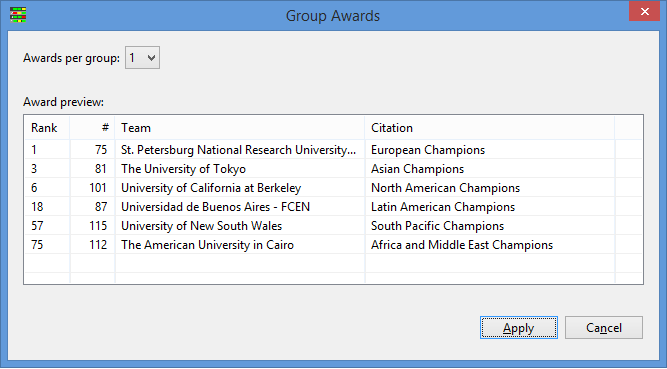 Group Awards
Awards per group: 1
Award preview:
Rank # Team Citation
1 75 St. Petersburg National Research University... European Champions
3 81 The University of Tokyo Asian Champions
6 101 University of California at Berkeley North American Champions
18 87 Universidad de Buenos Aires - FCEN Latin American Champions
57 115 University of New South Wales South Pacific Champions
75 112 The American University in Cairo Africa and Middle East Champions
Apply Cancel